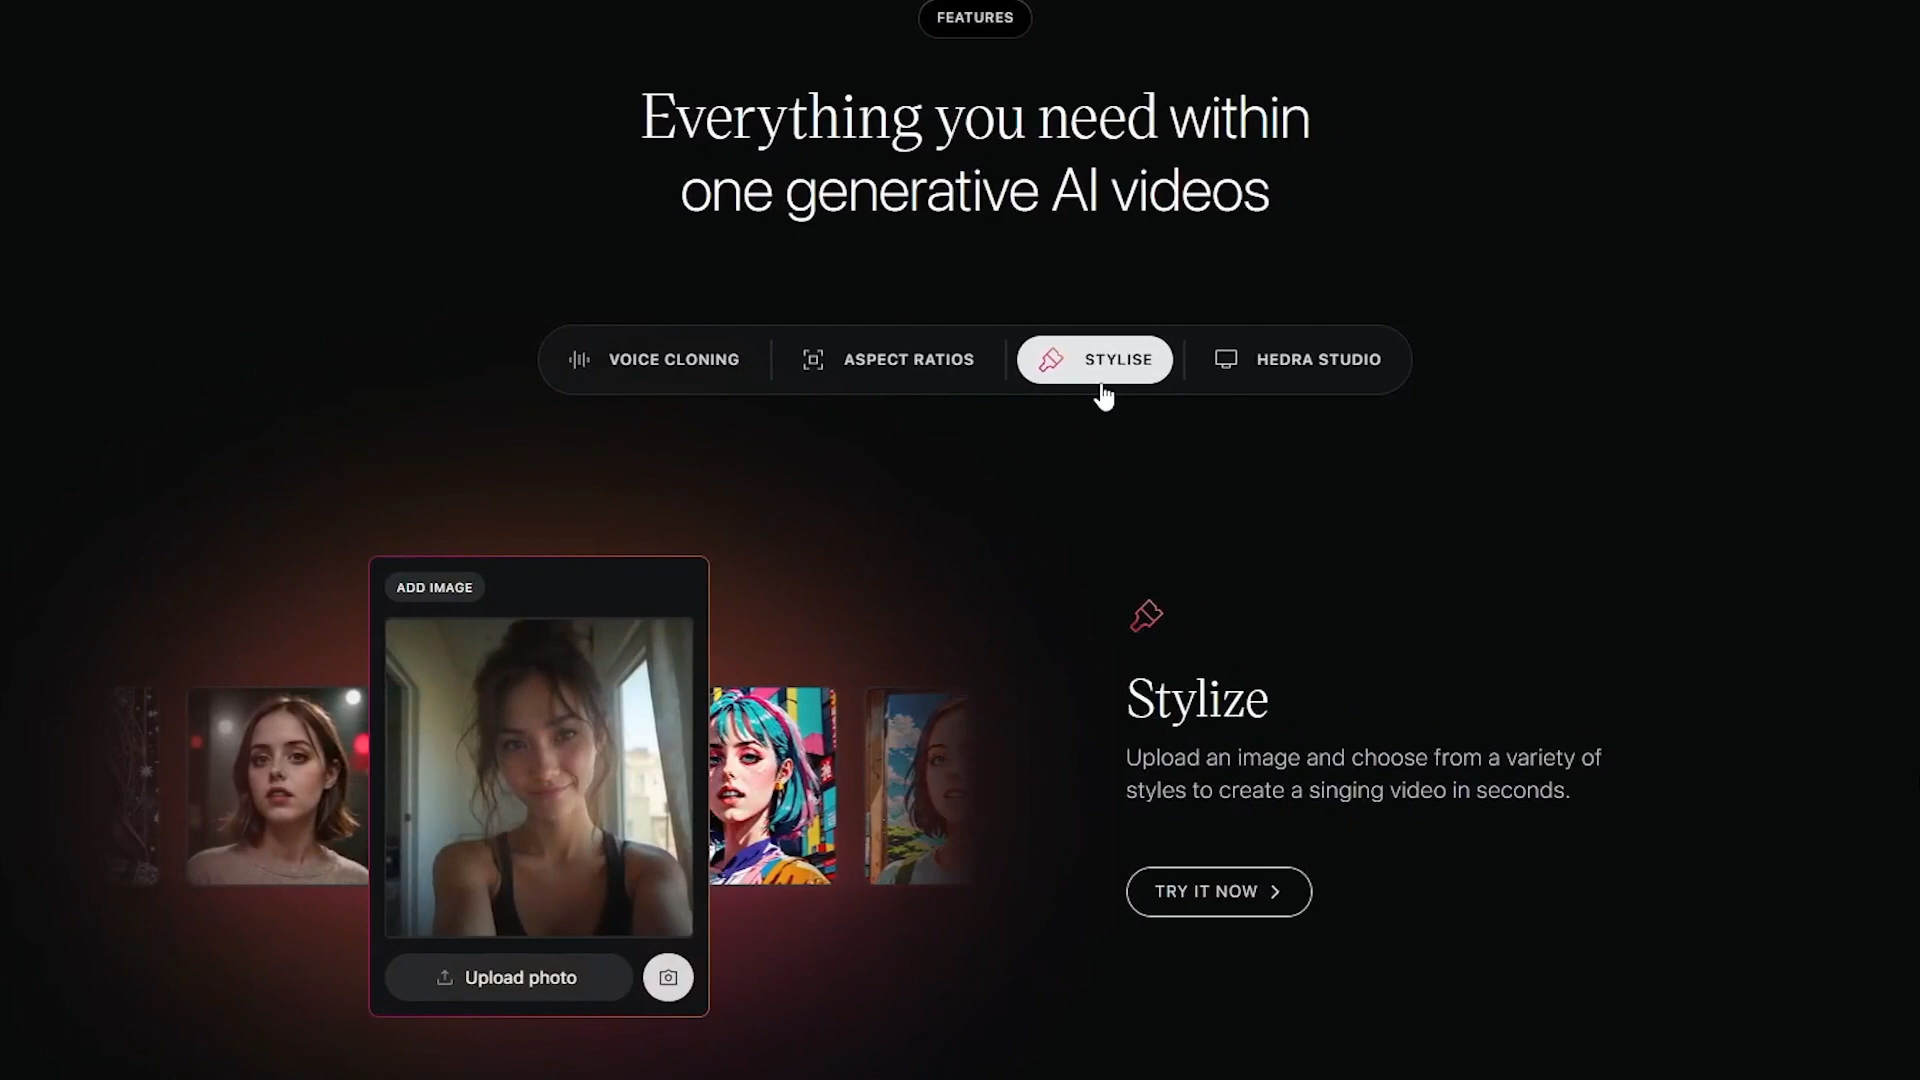 FEATURES
Everything you need within
one generative AI videos
VOICE CLONING
ASPECT RATIOS
STYLISE
HEDRA STUDIO
ADD IMAGE
Upload photo
Stylize
Upload an image and choose from a variety of
styles to create a singing video in seconds.
TRY IT NOW